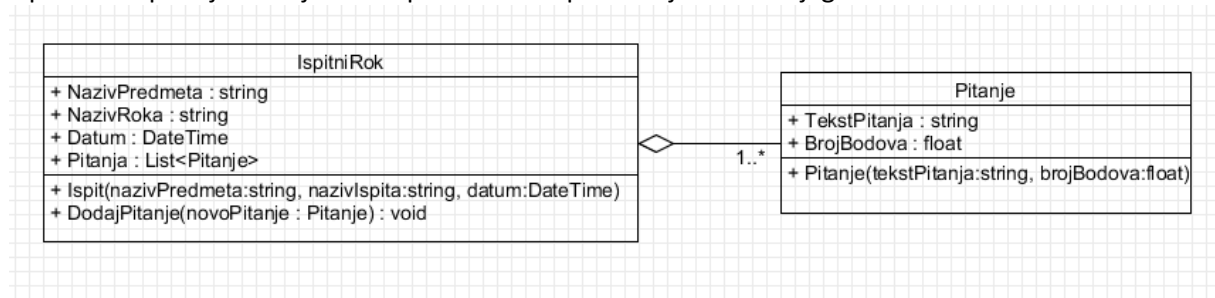 IspitniRok
+ NazivPredmeta : string
+ NazivRoka : string
+ Datum : DateTime
+ Pitanja : List<Pitanje>
+ Ispit(nazivPredmeta:string, nazivIspita:string, datum:DateTime)
+ DodajPitanje(novoPitanje : Pitanje) : void
1..*
Pitanje
+ TekstPitanja : string
+ BrojBodova : float
+ Pitanje(tekstPitanja:string, brojBodova:float)